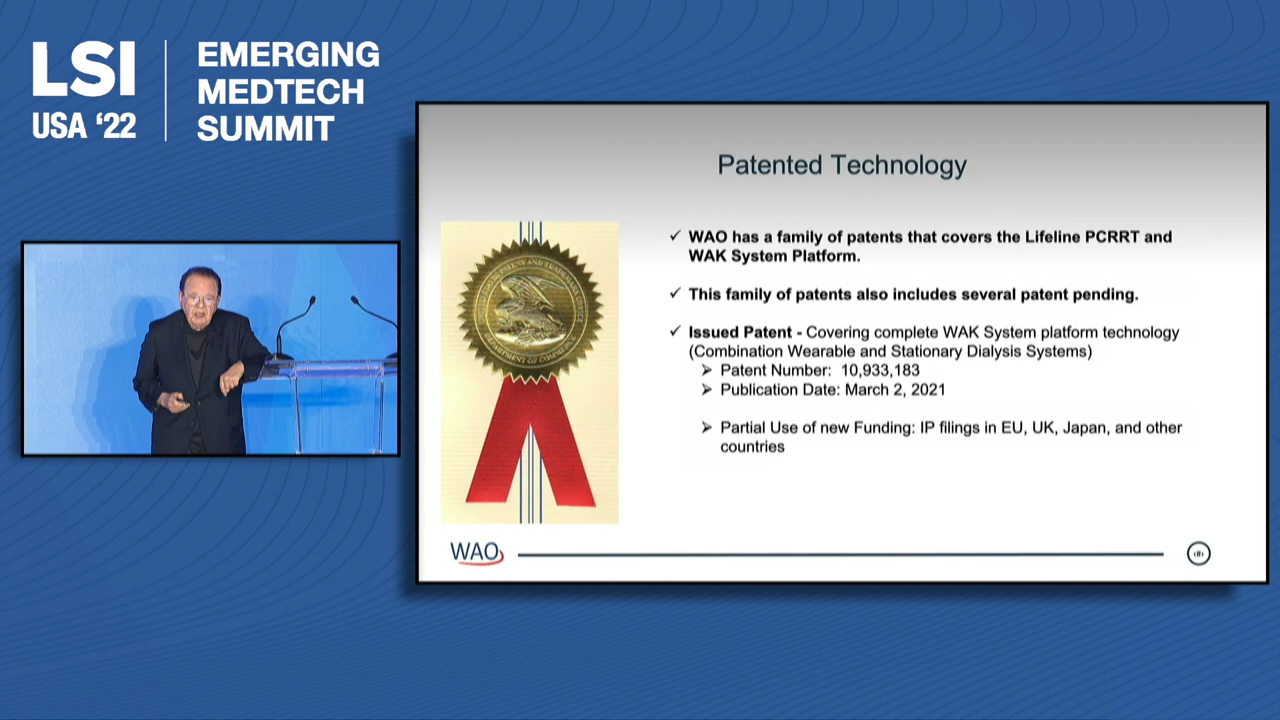 LSI
USA ‘22
EMERGING
MEDTECH
SUMMIT
Patented Technology
✓ WAO has a family of patents that covers the Lifeline PCRRT and
WAK System Platform.
✓ This family of patents also includes several patent pending.
✓ Issued Patent - Covering complete WAK System platform technology
(Combination Wearable and Stationary Dialysis Systems)
➢ Patent Number: 10,933,183
➢ Publication Date: March 2, 2021
➢ Partial Use of new Funding: IP filings in EU, UK, Japan, and other
countries
WAO